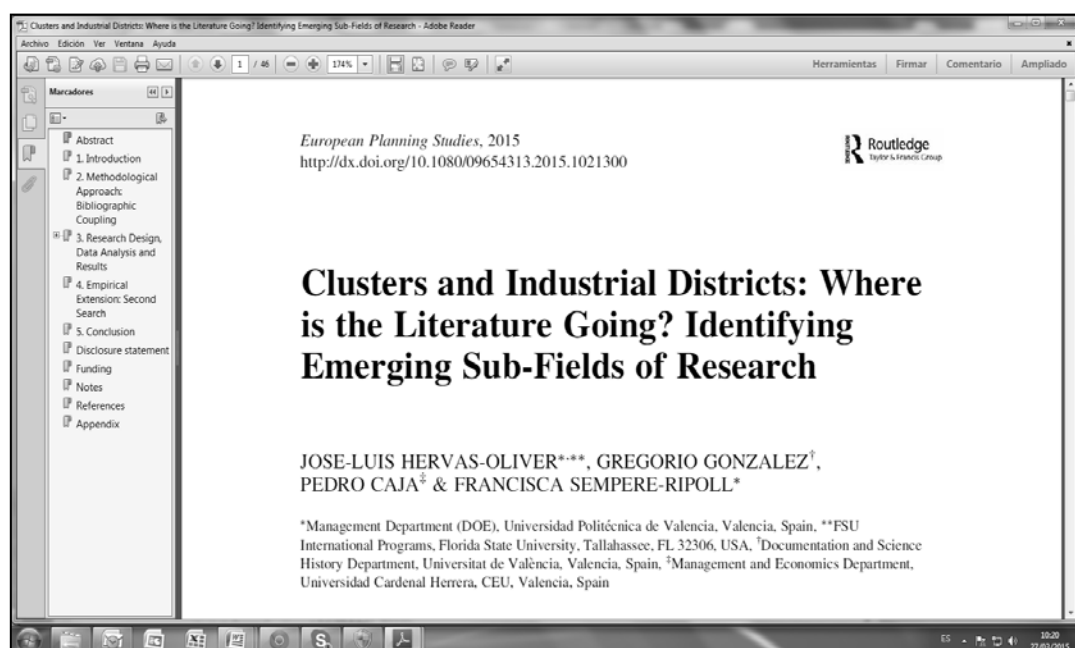 Clusters and Industrial Districts: Where is the Literature Going? Identifying Emerging Sub-Fields of Research - Adobe Reader
Archivo Edición Ver Ventana Ayuda
1 / 46 174% Herramientas Firmar Comentario Ampliado
Marcadores
Abstract
1. Introduction
2. Methodological
Approach:
Bibliographic
Coupling
3. Research Design,
Data Analysis and
Results
4. Empirical
Extension: Second
Search
5. Conclusion
Disclosure statement
Funding
Notes
References
Appendix
European Planning Studies, 2015
http://dx.doi.org/10.1080/09654313.2015.1021300
Routledge
Taylor & Francis Group
Clusters and Industrial Districts: Where
is the Literature Going? Identifying
Emerging Sub-Fields of Research
JOSE-LUIS HERVAS-OLIVER*,**, GREGORIO GONZALEZ†,
PEDRO CAJA‡ & FRANCISCA SEMPERE-RIPOLL*
*Management Department (DOE), Universidad Politécnica de Valencia, Valencia, Spain, **FSU
International Programs, Florida State University, Tallahassee, FL 32306, USA, †Documentation and Science
History Department, Universitat de València, Valencia, Spain, ‡Management and Economics Department,
Universidad Cardenal Herrera, CEU, Valencia, Spain
ES 10:20
27/03/2015